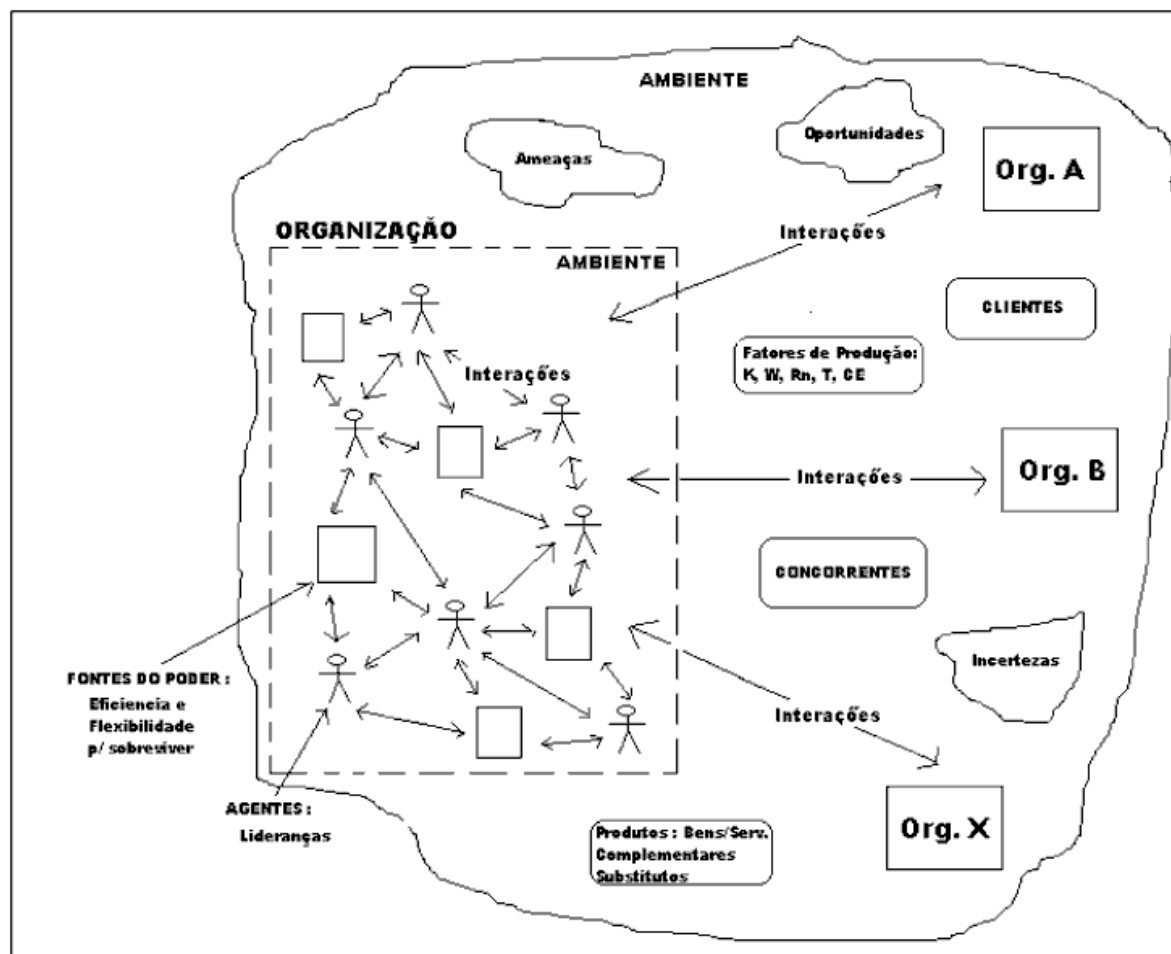 AMBIENTE
Oportunidades
Ameaças
Org. A
Interações
ORGANIZAÇÃO
AMBIENTE
CLIENTES
Fatores de Produção:
K, W, Rn, T, CE
Interações
Org. B
Interações
CONCORRENTES
Incertezas
FONTES DO PODER :
Eficiencia e
Flexibilidade
p/ sobresiver
Interações
AGENTES :
Lideranças
Produtos : Bens/Serv.
Complementares
Substitutos
Org. X